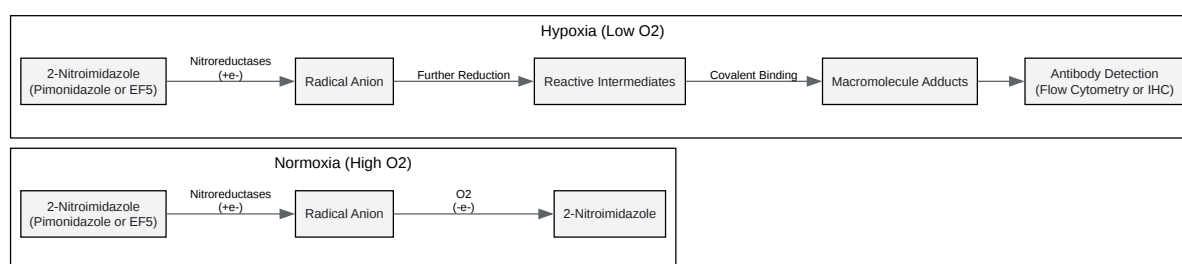 Hypoxia (Low O2)
2-Nitroimidazole
(Pimonidazole or EF5)
Nitroreductases
(+e-)
Radical Anion
Further Reduction
Reactive Intermediates
Covalent Binding
Macromolecule Adducts
Antibody Detection
(Flow Cytometry or IHC)
Normoxia (High O2)
2-Nitroimidazole
(Pimonidazole or EF5)
Nitroreductases
(+e-)
Radical Anion
O2
(-e-)
2-Nitroimidazole